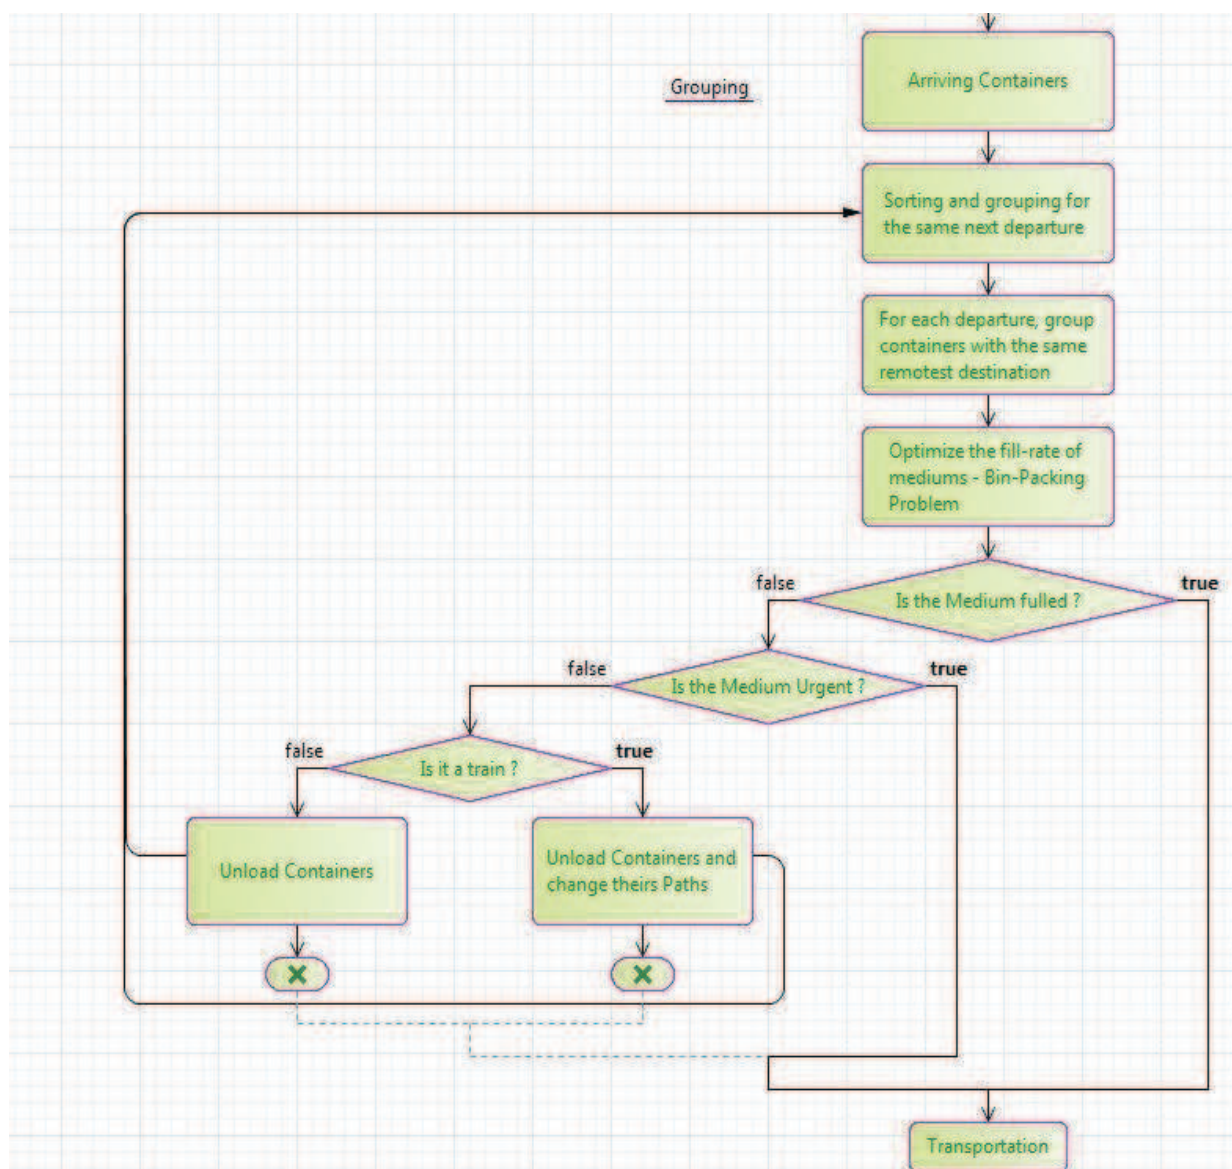 Grouping
Arriving Containers
Sorting and grouping for
the same next departure
For each departure, group
containers with the same
remotest destination
Optimize the fill-rate of
mediums - Bin-Packing
Problem
false
Is the Medium fulled ?
true
false
Is the Medium Urgent ?
true
false
Is it a train ?
true
Unload Containers
Unload Containers and
change theirs Paths
Transportation